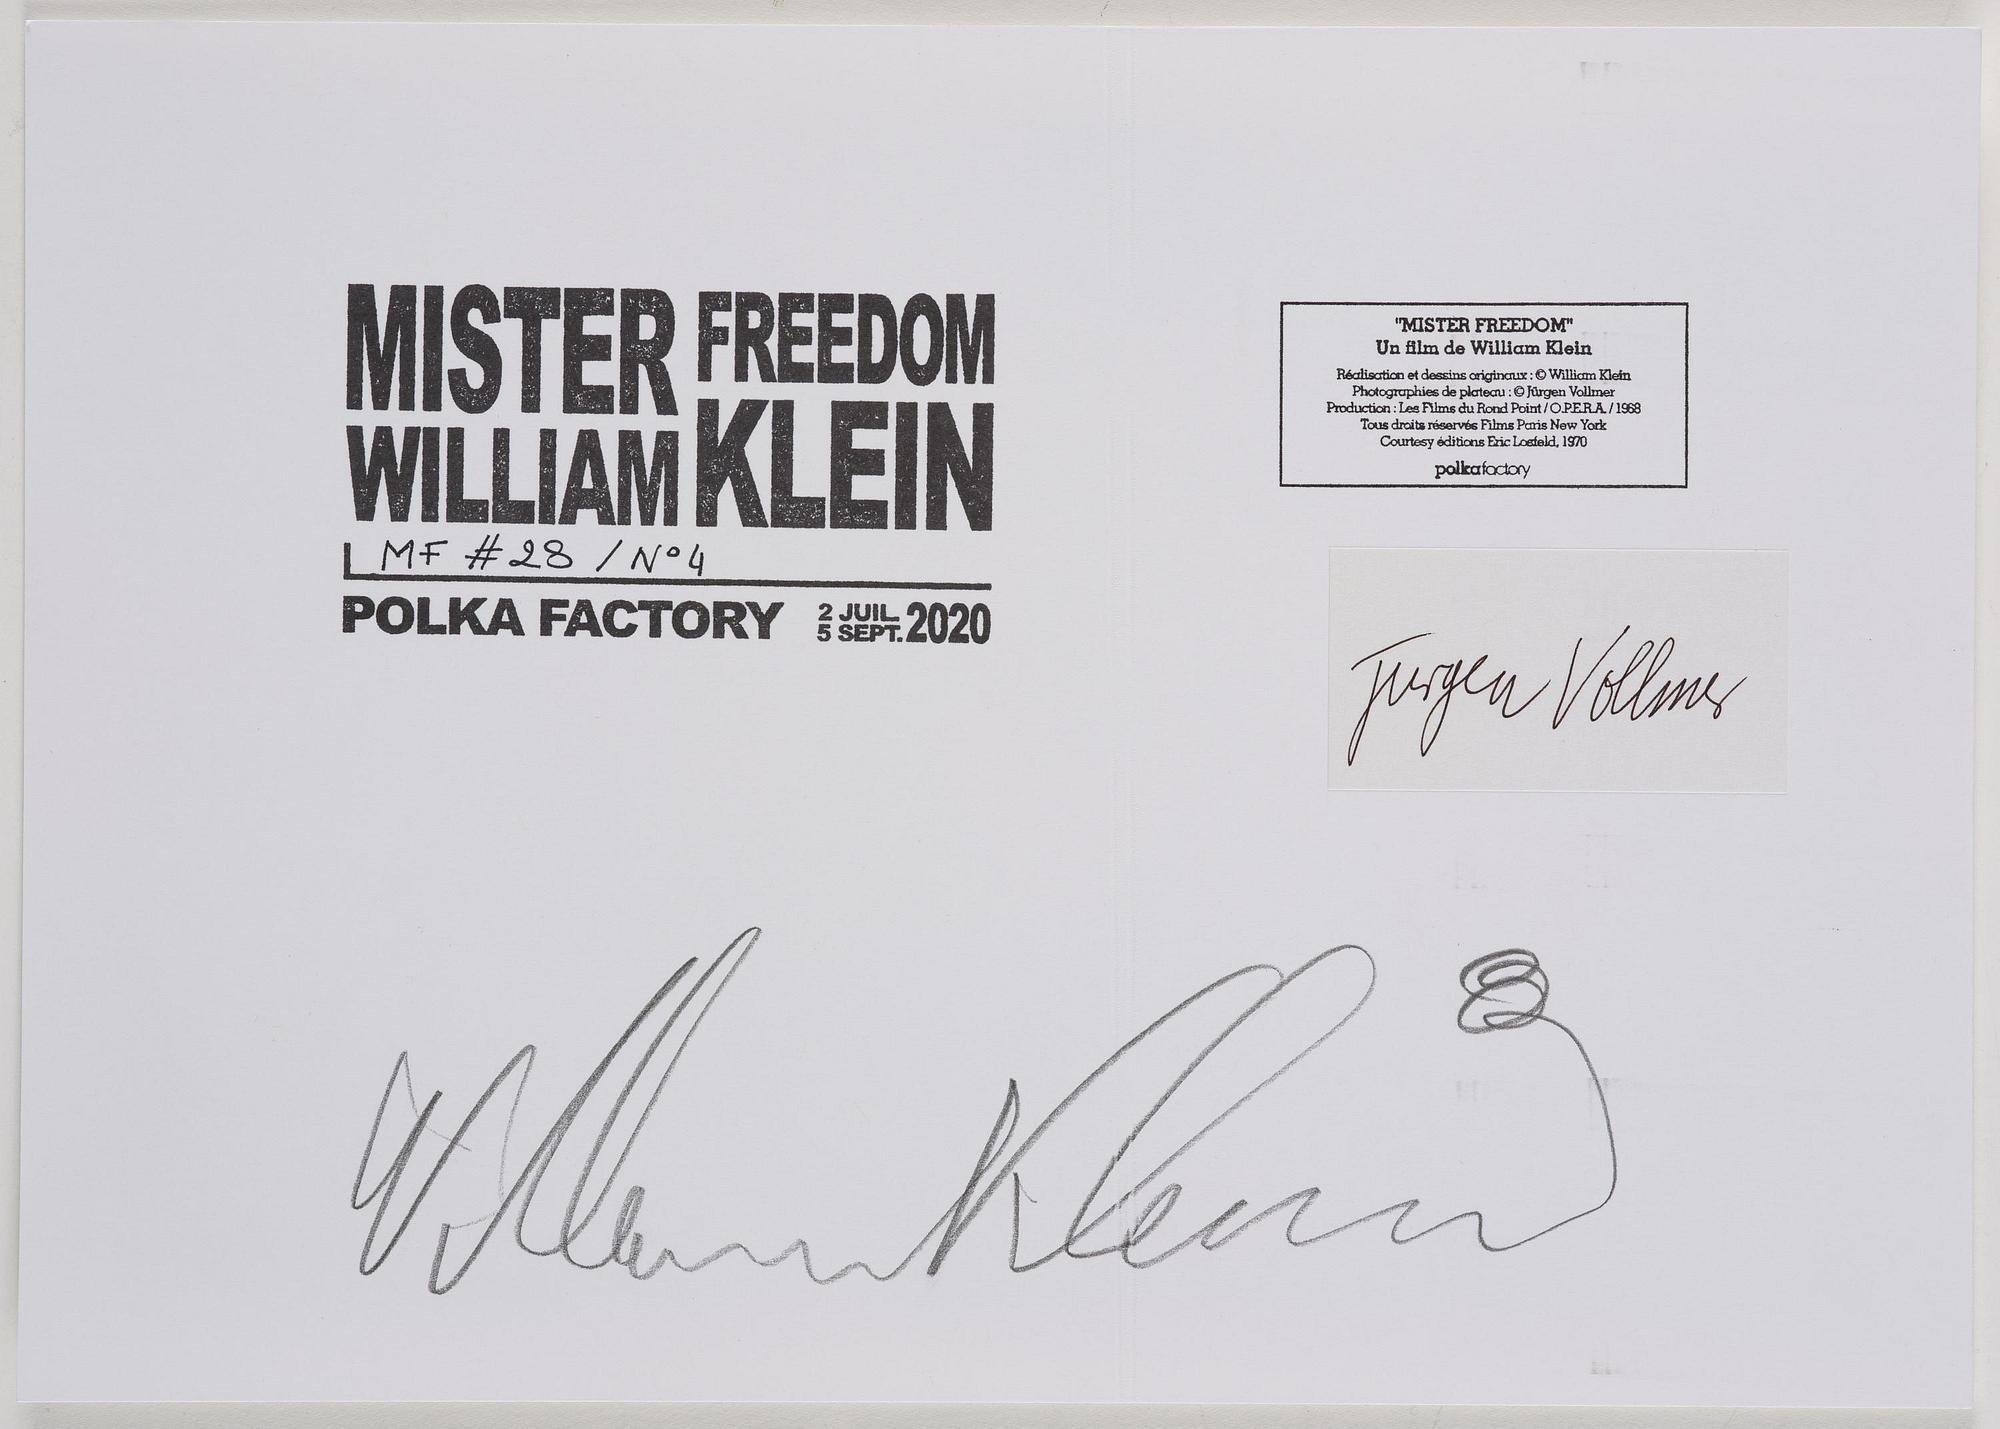 MISTER FREEDOM
WILLIAM KLEIN
MF #28 / N°4
POLKA FACTORY 2 JUIL. 5 SEPT. 2020
"MISTER FREEDOM"
Un film de William Klein
Réalisation et dessins originaux : © William Klein
Photographies de plateau : © Jürgen Vollmer
Production : Les Films du Rond Point / O.P.E.R.A. / 1968
Tous droits réservés Films Paris New York
Courtesy éditions Eric Losfeld, 1970
polkafactory
Jurgen Vollmer
William Klein